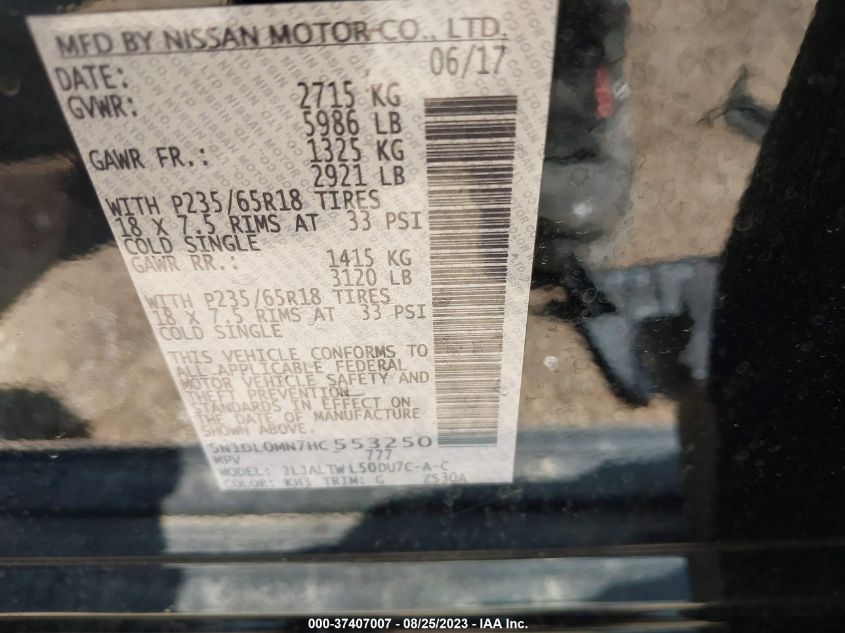 MFD BY NISSAN MOTOR CO., LTD.
DATE: 06/17
GVWR: 2715 KG
5986 LB
GAWR FR.: 1325 KG
2921 LB
WITH P235/65R18 TIRES
18 X 7.5 RIMS AT 33 PSI
COLD SINGLE
GAWR RR.: 1415 KG
3120 LB
WITH P235/65R18 TIRES
18 X 7.5 RIMS AT 33 PSI
COLD SINGLE
THIS VEHICLE CONFORMS TO
ALL APPLICABLE FEDERAL
MOTOR VEHICLE SAFETY AND
THEFT PREVENTION
STANDARDS IN EFFECT ON
THE DATE OF MANUFACTURE
SHOWN ABOVE.
5N1DL0MN7HC553250
MPV 777
MODEL: JLJALTWL50DU7C-A-C
COLOR: KH3 TRIM: G ZS30A
000-37407007 - 08/25/2023 - IAA Inc.